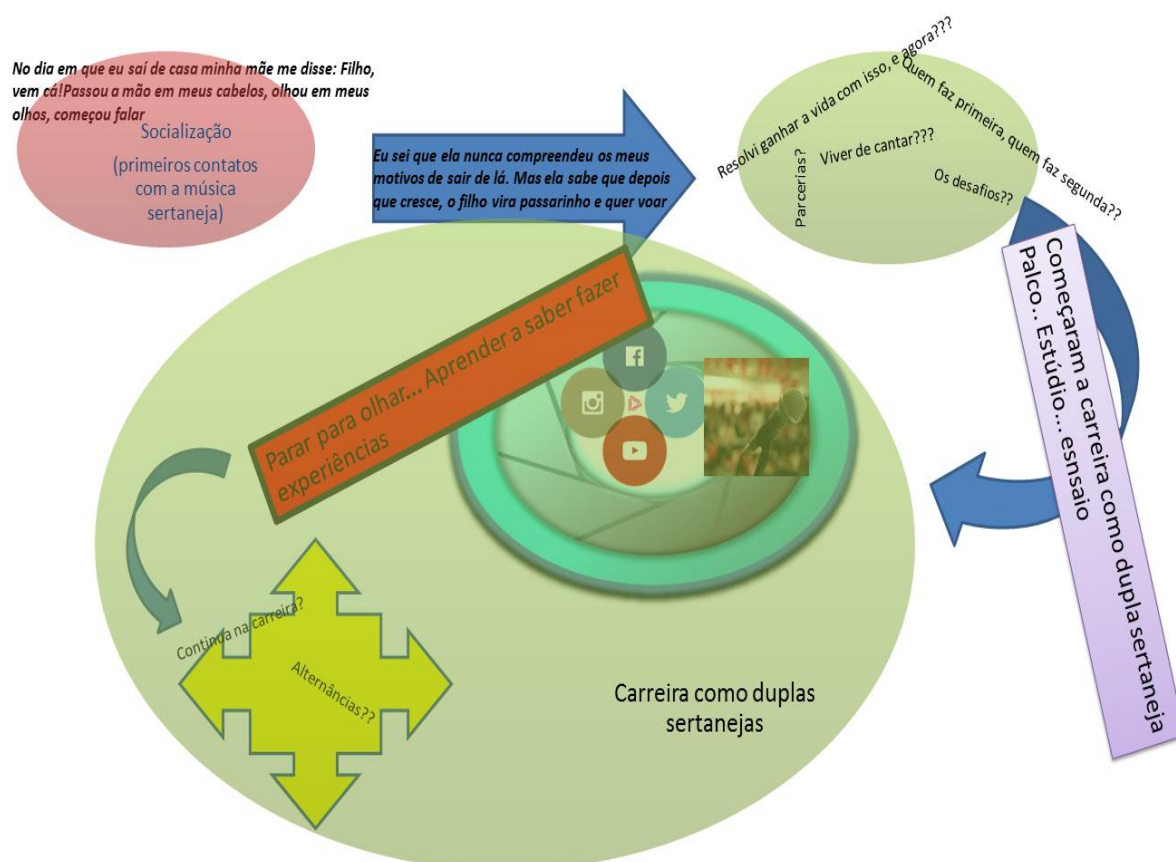 No dia em que eu saí de casa minha mãe me disse: Filho,
vem cá!Passou a mão em meus cabelos, olhou em meus
olhos, começou falar
Socialização
(primeiros contatos
com a música
sertaneja)
Eu sei que ela nunca compreendeu os meus
motivos de sair de lá. Mas ela sabe que depois
que cresce, o filho vira passarinho e quer voar
Resolvi ganhar a vida com isso, e agora???
Quem faz primeira, quem faz segunda??
Parcerias?
Viver de cantar???
Os desafios??
Começaram a carreira como dupla sertaneja
Palco.. Estúdio... esnsaio
Parar para olhar... Aprender a saber fazer
experiências
Continua na carreira?
Alternâncias??
Carreira como duplas
sertanejas